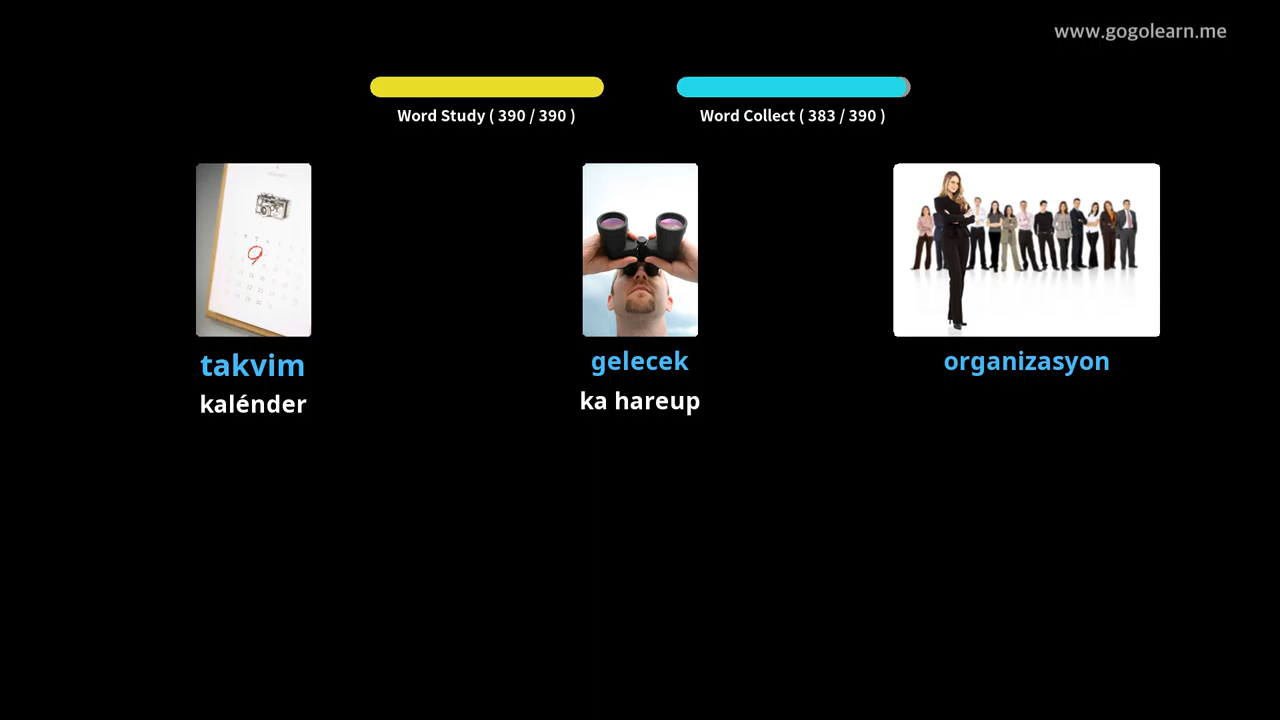 www.gogolearn.me
Word Study ( 390 / 390 )
Word Collect ( 383 / 390 )
takvim
gelecek
organizasyon
kalénder
ka hareup